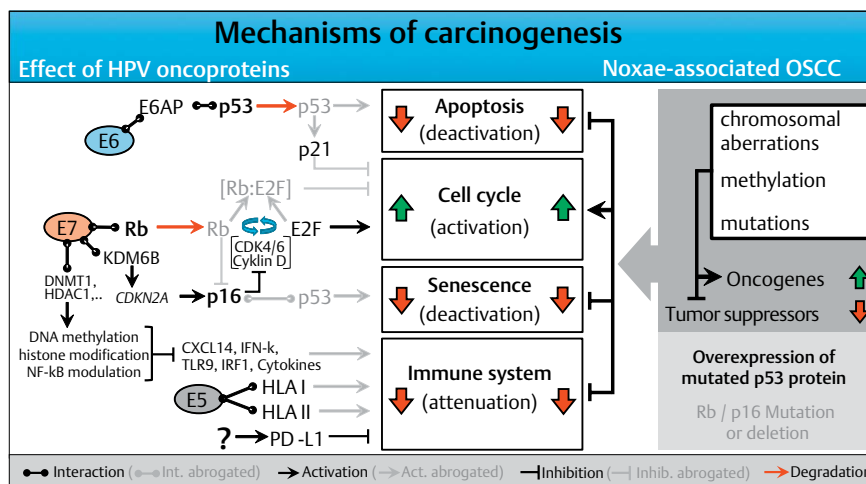 Mechanisms of carcinogenesis
Effect of HPV oncoproteins
Noxae-associated OSCC
E6AP
p53
p53
E6
p21
Apoptosis
(deactivation)
[Rb:E2F]
E7
Rb
Rb
E2F
Cell cycle
(activation)
KDM6B
CDK4/6
Cyklin D
DNMT1,
HDAC1,..
CDKN2A
p16
p53
Senescence
(deactivation)
DNA methylation
histone modification
NF-kB modulation
CXCL14, IFN-k,
TLR9, IRF1, Cytokines
E5
HLA I
HLA II
Immune system
(attenuation)
?
PD -L1
chromosomal
aberrations
methylation
mutations
Oncogenes
Tumor suppressors
Overexpression of
mutated p53 protein
Rb / p16 Mutation
or deletion
Interaction (Int. abrogated) Activation (Act. abrogated) Inhibition (Inhib. abrogated) Degradation